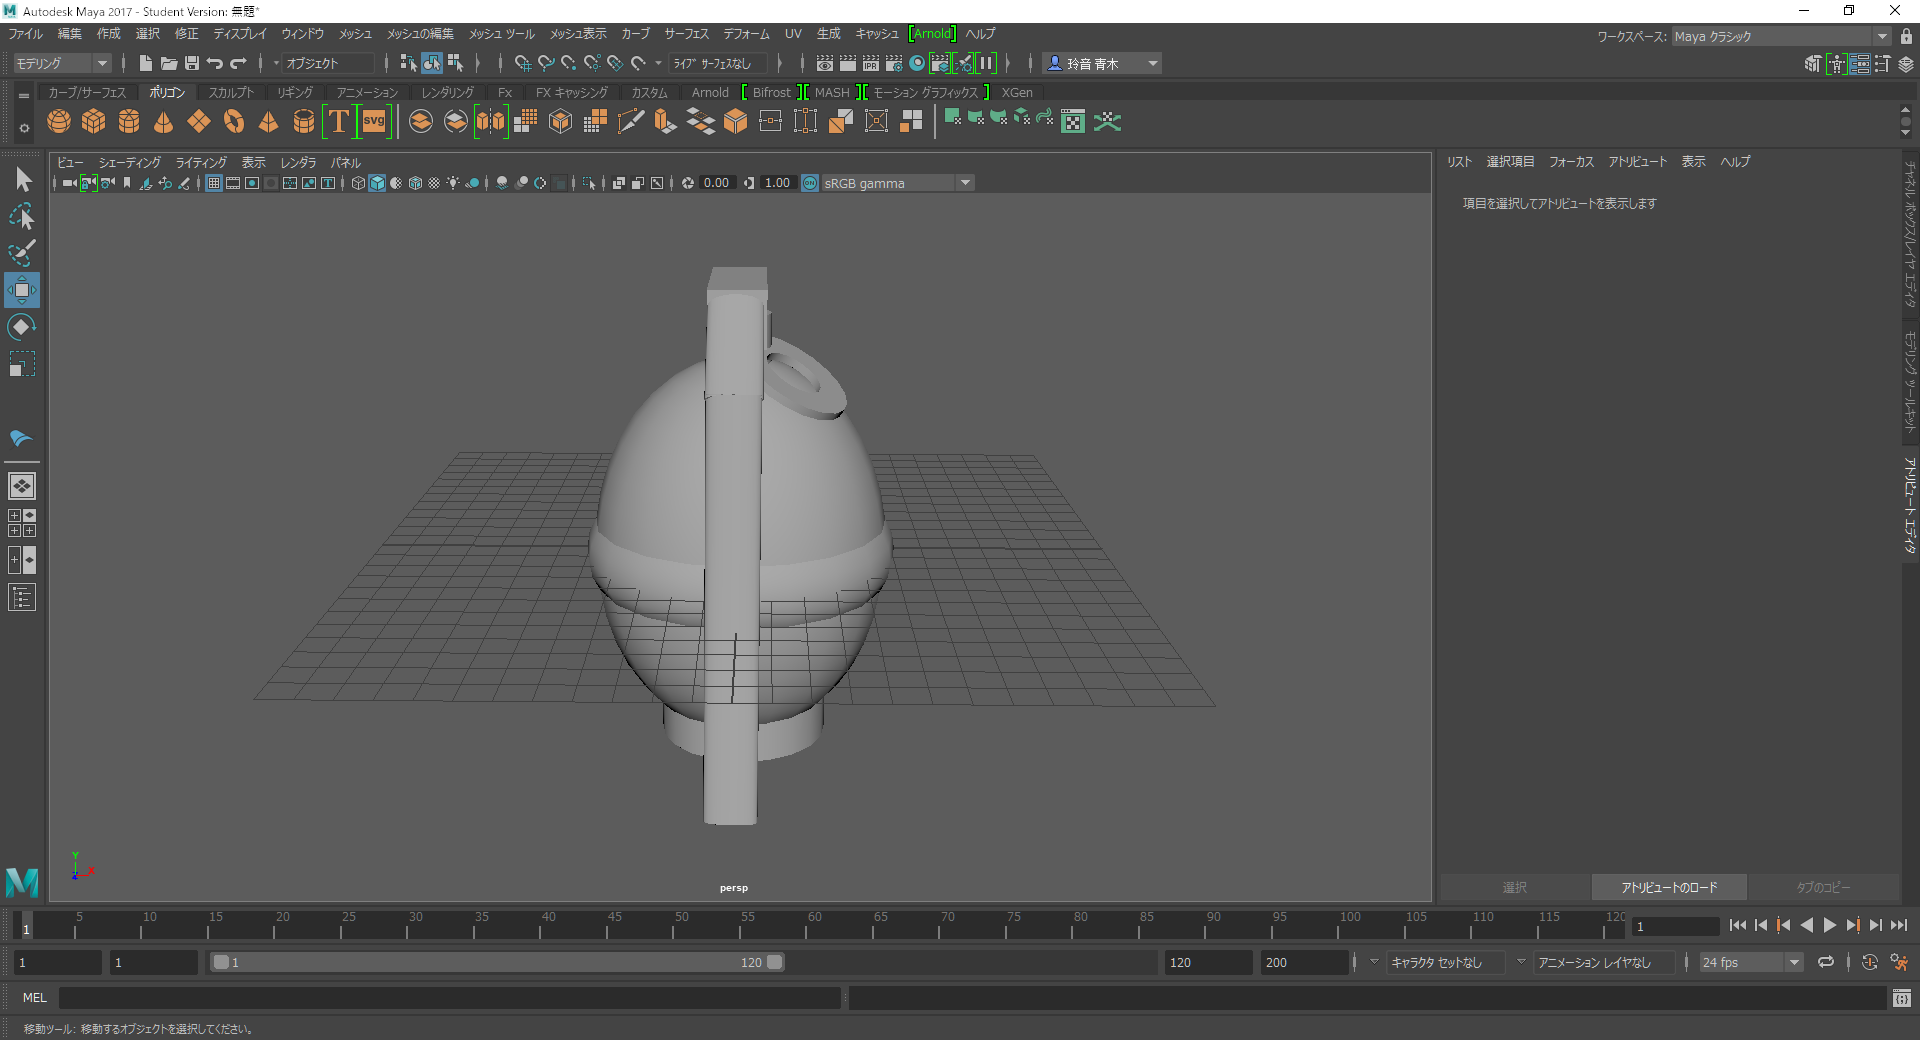 Autodesk Maya 2017 - Student Version: 無題*
ファイル 編集 作成 選択 修正 ディスプレイ ウィンドウ メッシュ メッシュの編集 メッシュ ツール メッシュ表示 カーブ サーフェス デフォーム UV 生成 キャッシュ [Arnold] ヘルプ
ワークスペース: Maya クラシック
モデリング オブジェクト ライブ サーフェスなし IPR 玲音 青木
カーブ/サーフェス ポリゴン スカルプト リギング アニメーション レンダリング Fx FX キャッシング カスタム Arnold [ Bifrost ][ MASH ][ モーション グラフィックス ] XGen
T SVG
ビュー シェーディング ライティング 表示 レンダラ パネル
0.00 1.00 ON sRGB gamma
リスト 選択項目 フォーカス アトリビュート 表示 ヘルプ
項目を選択してアトリビュートを表示します
チャネル ボックス/レイヤ エディタ
モデリング ツールキット
アトリビュート エディタ
Y
X
Z
persp
選択 アトリビュートのロード タブのコピー
1 5 10 15 20 25 30 35 40 45 50 55 60 65 70 75 80 85 90 95 100 105 110 115 120 1
1 1 1 120 120 200 キャラクタ セットなし アニメーション レイヤなし 24 fps
MEL
移動ツール: 移動するオブジェクトを選択してください。